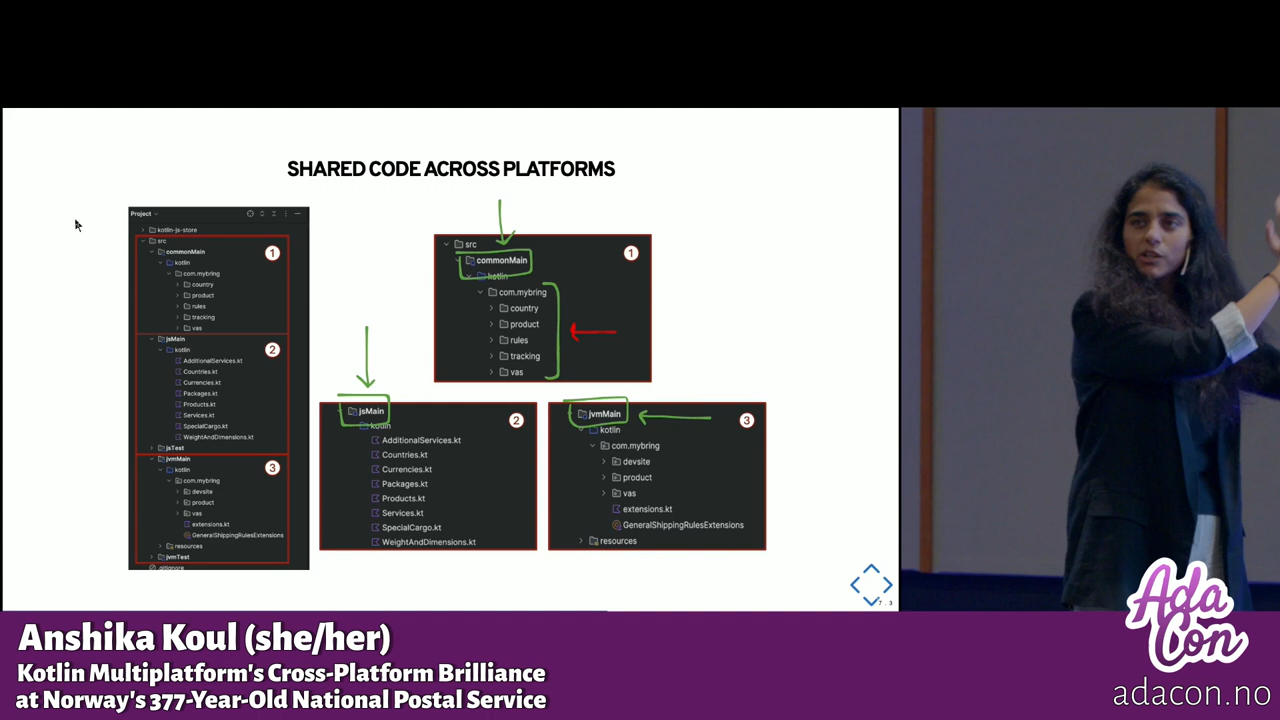 SHARED CODE ACROSS PLATFORMS
Project
kotlin-js-store
src
commonMain
1
kotlin
com.mybring
country
product
rules
tracking
vas
jsMain
2
kotlin
AdditionalServices.kt
Countries.kt
Currencies.kt
Packages.kt
Products.kt
Services.kt
SpecialCargo.kt
WeightAndDimensions.kt
jsTest
jvmMain
3
kotlin
com.mybring
devsite
product
vas
extensions.kt
GeneralShippingRulesExtensions
resources
jvmTest
.gitignore
src
1
commonMain
kotlin
com.mybring
country
product
rules
tracking
vas
jsMain
2
kotlin
AdditionalServices.kt
Countries.kt
Currencies.kt
Packages.kt
Products.kt
Services.kt
SpecialCargo.kt
WeightAndDimensions.kt
jvmMain
3
kotlin
com.mybring
devsite
product
vas
extensions.kt
GeneralShippingRulesExtensions
resources
7.3
Anshika Koul (she/her)
Kotlin Multiplatform's Cross-Platform Brilliance
at Norway's 377-Year-Old National Postal Service
Ada
Con
adacon.no